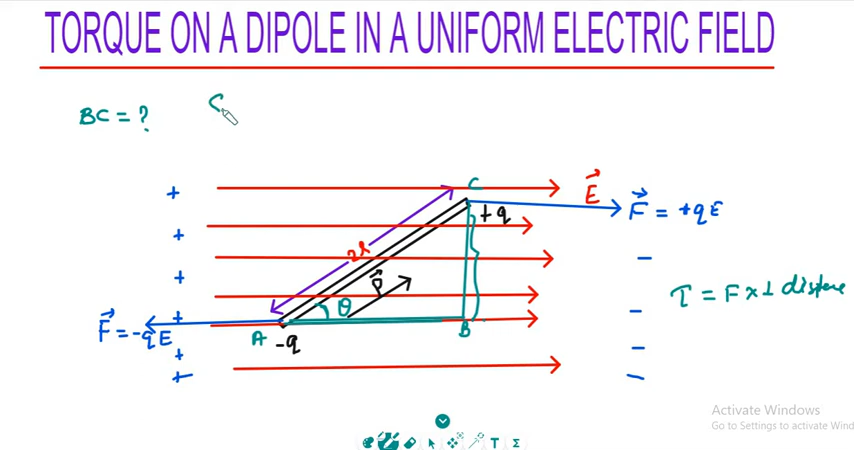 TORQUE ON A DIPOLE IN A UNIFORM ELECTRIC FIELD
BC = ?
S
C
E
F = +qE
+q
2l
P
θ
τ = F x ⊥ distance
F = -qE
A
-q
B
Activate Windows
Go to Settings to activate Wind
T Σ